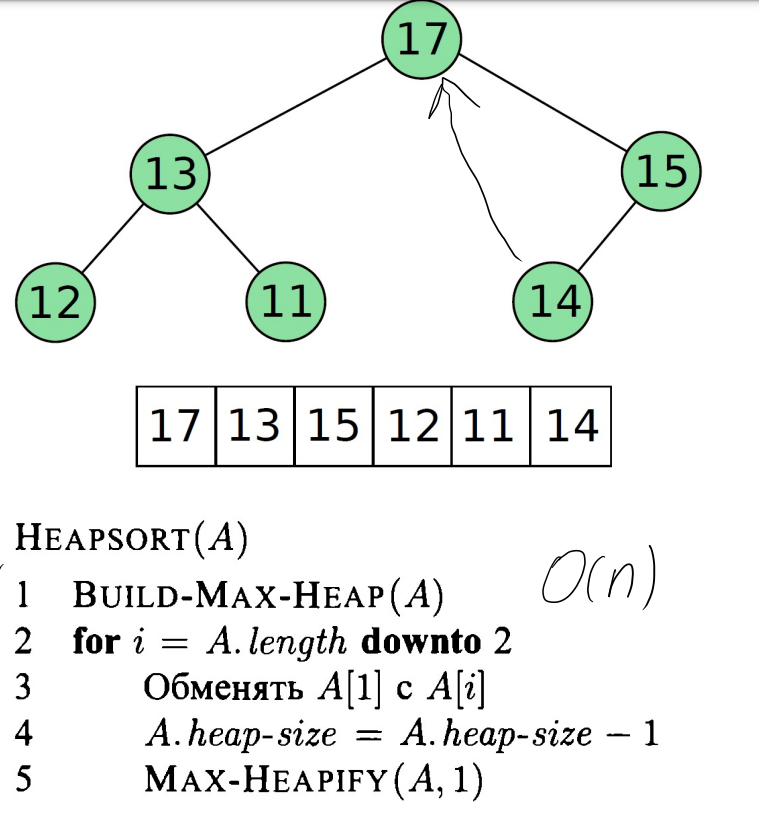 17
13 15
12 11 14
17 13 15 12 11 14
HEAPSORT(A)
O(n)
1 BUILD-MAX-HEAP(A)
2 for i = A.length downto 2
3 Обменять A[1] с A[i]
4 A.heap-size = A.heap-size − 1
5 MAX-HEAPIFY(A, 1)